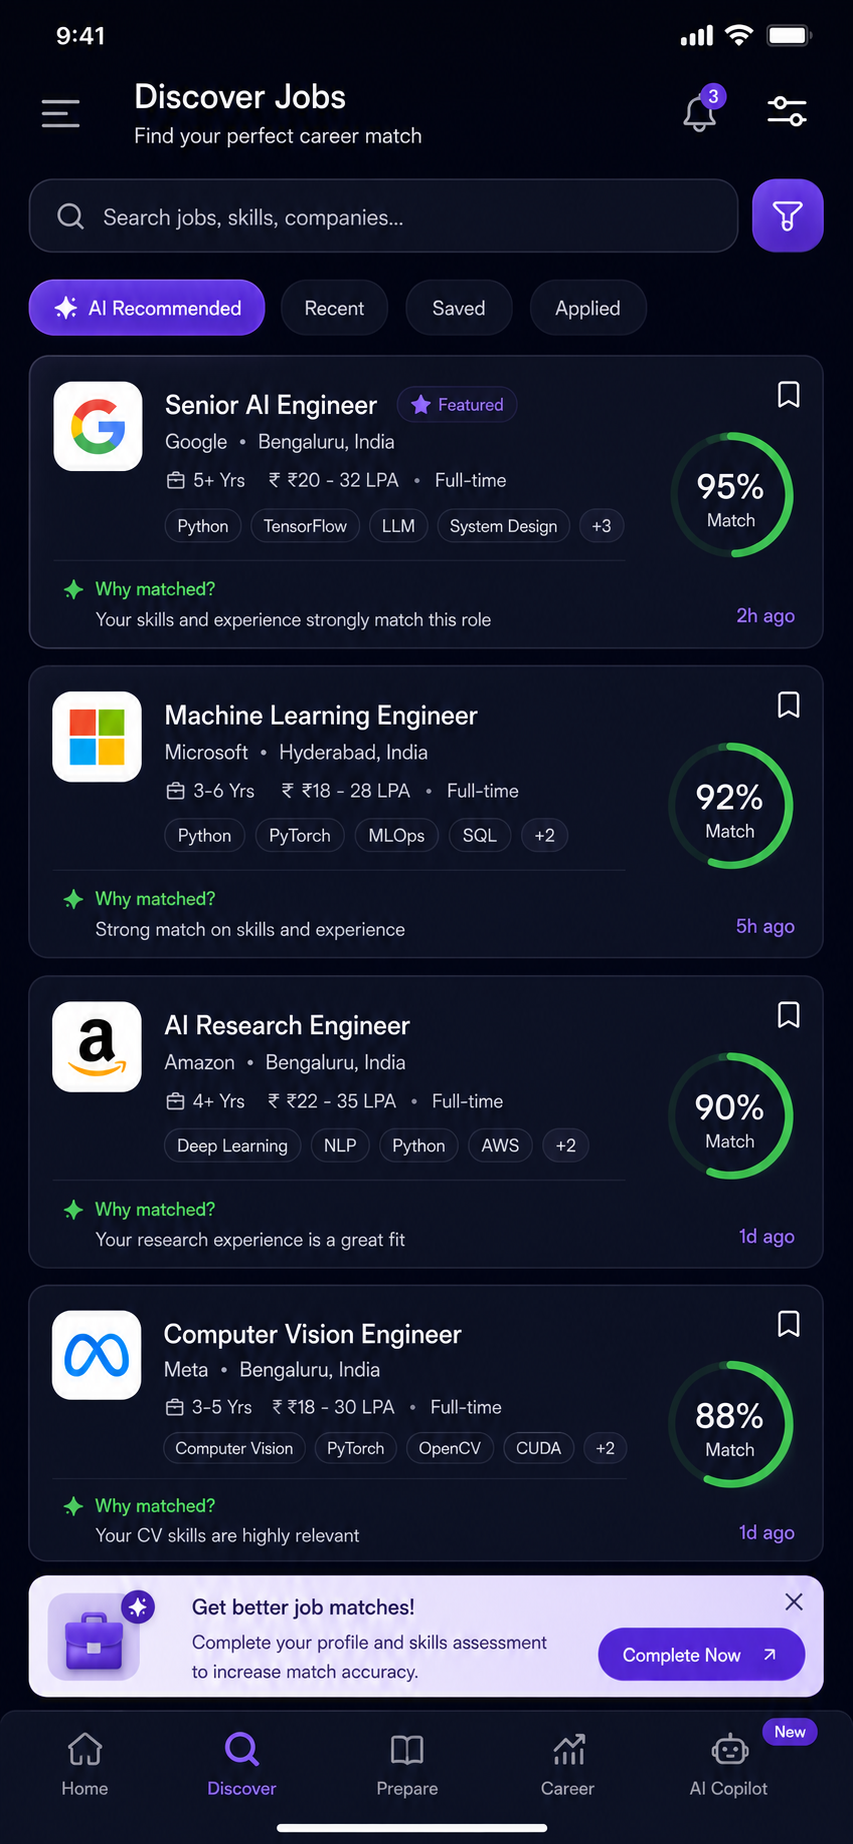 9:41
Discover Jobs
3
Find your perfect career match
Search jobs, skills, companies...
AI Recommended
Recent
Saved
Applied
Senior AI Engineer
Featured
Google • Bengaluru, India
5+ Yrs ₹ ₹20 - 32 LPA • Full-time
95%
Match
Python
TensorFlow
LLM
System Design
+3
Why matched?
Your skills and experience strongly match this role
2h ago
Machine Learning Engineer
Microsoft • Hyderabad, India
3-6 Yrs ₹ ₹18 - 28 LPA • Full-time
92%
Match
Python
PyTorch
MLOps
SQL
+2
Why matched?
Strong match on skills and experience
5h ago
a
AI Research Engineer
Amazon • Bengaluru, India
4+ Yrs ₹ ₹22 - 35 LPA • Full-time
90%
Match
Deep Learning
NLP
Python
AWS
+2
Why matched?
Your research experience is a great fit
1d ago
Computer Vision Engineer
Meta • Bengaluru, India
3-5 Yrs ₹ ₹18 - 30 LPA • Full-time
88%
Match
Computer Vision
PyTorch
OpenCV
CUDA
+2
Why matched?
Your CV skills are highly relevant
1d ago
Get better job matches!
Complete your profile and skills assessment
to increase match accuracy.
Complete Now
New
Home
Discover
Prepare
Career
AI Copilot